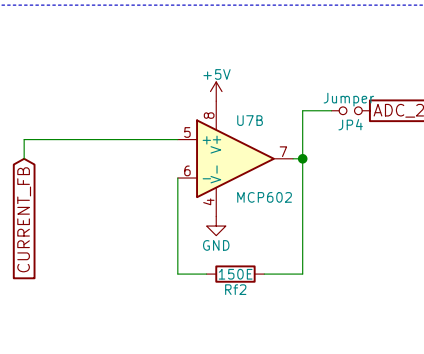 +5V
8
U7B
Jumper
ADC_2
JP4
5
+
V+
7
6
-
V-
4
MCP602
CURRENT_FB
GND
150E
Rf2